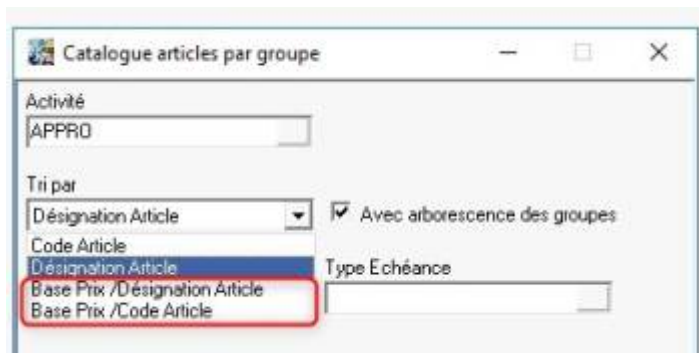 Catalogue articles par groupe
Activité
APPRO
Tri par
Désignation Article
Avec arborescence des groupes
Code Article
Désignation Article
Type Echéance
Base Prix /Désignation Article
Base Prix /Code Article